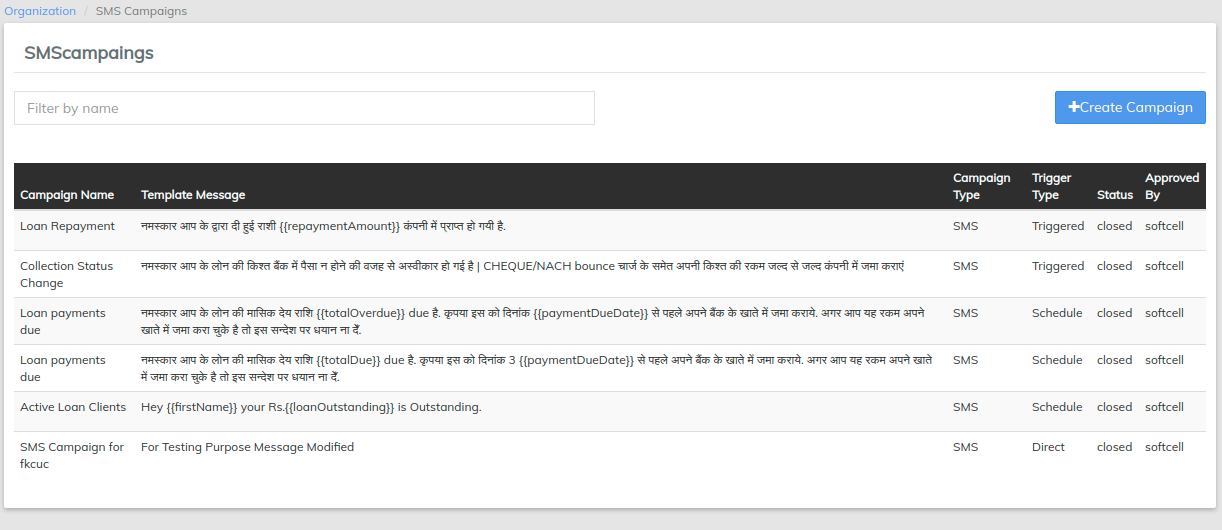 Organization / SMS Campaigns
SMScampaings
Filter by name
Create Campaign
Campaign Name Template Message Campaign Type Trigger Type Status Approved By
Loan Repayment नमस्कार आप के द्वारा दी हुई राशी {{repaymentAmount}} कंपनी में प्राप्त हो गयी है. SMS Triggered closed softcell
Collection Status Change नमस्कार आप के लोन की किश्त बैंक में पैसा न होने की वजह से अस्वीकार हो गई है | CHEQUE/NACH bounce चार्ज के समेत अपनी किश्त की रकम जल्द से जल्द कंपनी में जमा कराएं SMS Triggered closed softcell
Loan payments due नमस्कार आप के लोन की मासिक देय राशि {{totalOverdue}} due है. कृपया इस को दिनांक {{paymentDueDate}} से पहले अपने बैंक के खाते में जमा कराये. अगर आप यह रकम अपने खाते में जमा करा चुके है तो इस सन्देश पर धयान ना दें. SMS Schedule closed softcell
Loan payments due नमस्कार आप के लोन की मासिक देय राशि {{totalDue}} due है. कृपया इस को दिनांक 3 {{paymentDueDate}} से पहले अपने बैंक के खाते में जमा कराये. अगर आप यह रकम अपने खाते में जमा करा चुके है तो इस सन्देश पर धयान ना दें. SMS Schedule closed softcell
Active Loan Clients Hey {{firstName}} your Rs.{{loanOutstanding}} is Outstanding. SMS Schedule closed softcell
SMS Campaign for fkcuc For Testing Purpose Message Modified SMS Direct closed softcell